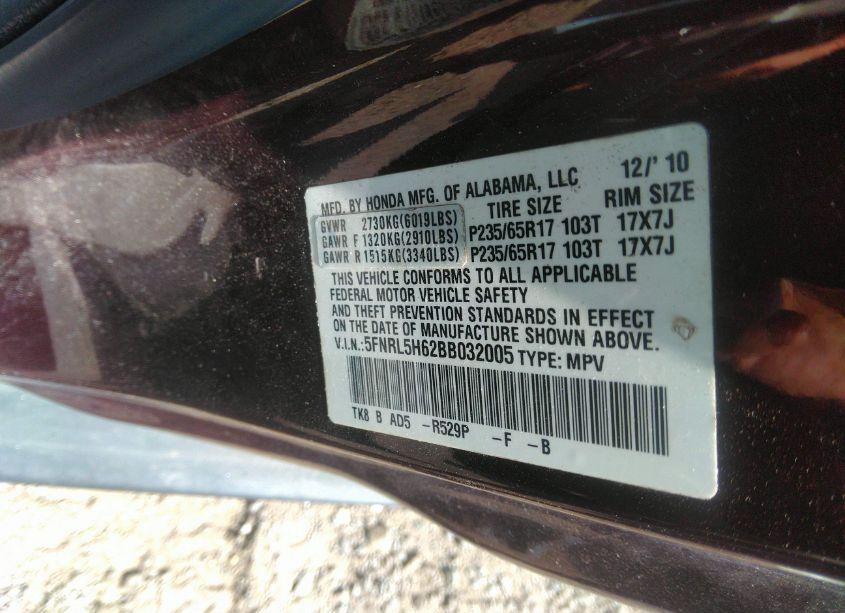 MFD. BY HONDA MFG. OF ALABAMA, LLC 12/' 10
TIRE SIZE RIM SIZE
GVWR 2730KG(6019LBS)
GAWR F 1320KG(2910LBS) P235/65R17 103T 17X7J
GAWR R 1515KG(3340LBS) P235/65R17 103T 17X7J
THIS VEHICLE CONFORMS TO ALL APPLICABLE
FEDERAL MOTOR VEHICLE SAFETY
AND THEFT PREVENTION STANDARDS IN EFFECT
ON THE DATE OF MANUFACTURE SHOWN ABOVE.
V.I.N.:5FNRL5H62BB032005 TYPE: MPV
TK8 B AD5 -R529P -F -B